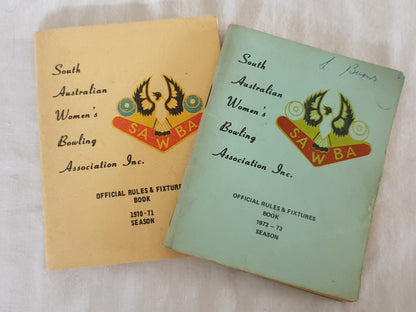 South
Australian
Women's
Bowling
Association Inc.
SAWBA
OFFICIAL RULES & FIXTURES
BOOK
1970-71
SEASON
South
Australian
Women's
Bowling
Association Inc.
SAWBA
OFFICIAL RULES & FIXTURES
BOOK
1972-73
SEASON